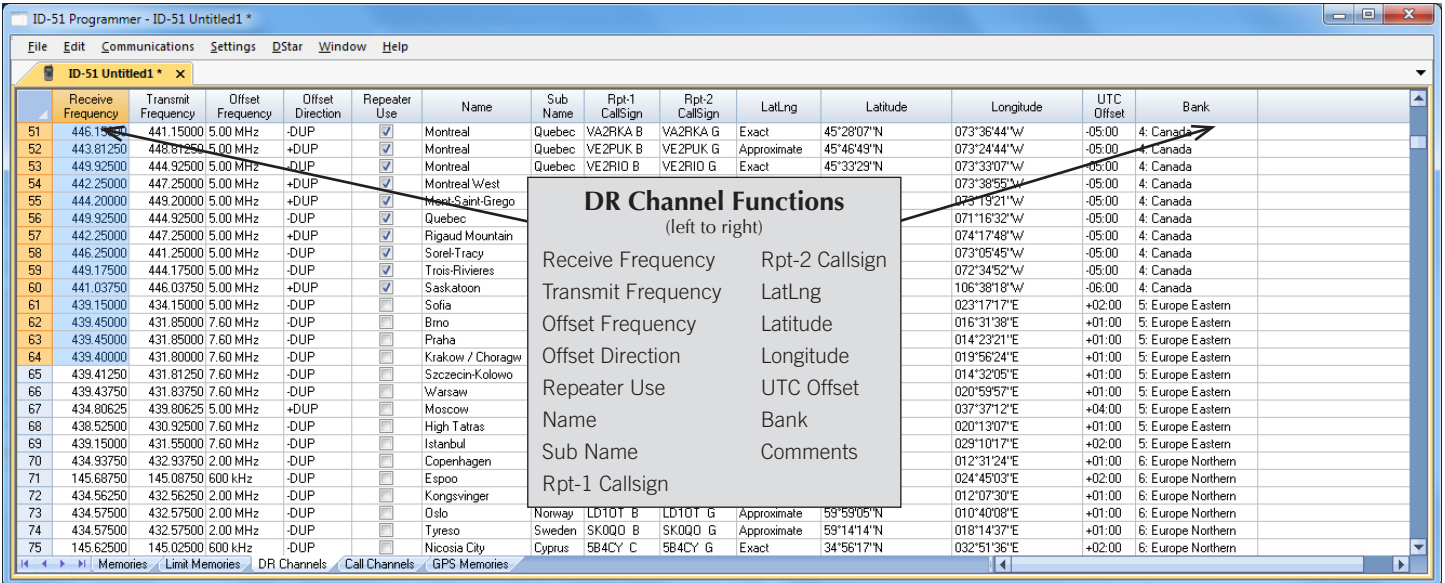 ID-51 Programmer - ID-51 Untitled1 *
File Edit Communications Settings DStar Window Help
ID-51 Untitled1 * x
Receive Frequency Transmit Frequency Offset Frequency Offset Direction Repeater Use Name Sub Name Rpt-1 CallSign Rpt-2 CallSign LatLng Latitude Longitude UTC Offset Bank
51 446.15000 441.15000 5.00 MHz -DUP Montreal Quebec VA2RKA B VA2RKA G Exact 45°28'07"N 073°36'44"W -05:00 4: Canada
52 443.81250 448.81250 5.00 MHz +DUP Montreal Quebec VE2PUK B VE2PUK G Approximate 45°46'49"N 073°24'44"W -05:00 4: Canada
53 449.92500 444.92500 5.00 MHz -DUP Montreal Quebec VE2RIO B VE2RIO G Exact 45°33'29"N 073°33'07"W -05:00 4: Canada
54 442.25000 447.25000 5.00 MHz +DUP Montreal West 073°38'55"W -05:00 4: Canada
55 444.20000 449.20000 5.00 MHz +DUP Mont-Saint-Grego 073°19'21"W -05:00 4: Canada
56 449.92500 444.92500 5.00 MHz -DUP Quebec 071°16'32"W -05:00 4: Canada
57 442.25000 447.25000 5.00 MHz +DUP Rigaud Mountain 074°17'48"W -05:00 4: Canada
58 446.25000 441.25000 5.00 MHz -DUP Sorel-Tracy 073°05'45"W -05:00 4: Canada
59 449.17500 444.17500 5.00 MHz -DUP Trois-Rivieres 072°34'52"W -05:00 4: Canada
60 441.03750 446.03750 5.00 MHz +DUP Saskatoon 106°38'18"W -06:00 4: Canada
61 439.15000 434.15000 5.00 MHz -DUP Sofia 023°17'17"E +02:00 5: Europe Eastern
62 439.45000 431.85000 7.60 MHz -DUP Brno 016°31'38"E +01:00 5: Europe Eastern
63 439.45000 431.85000 7.60 MHz -DUP Praha 014°23'21"E +01:00 5: Europe Eastern
64 439.40000 431.80000 7.60 MHz -DUP Krakow / Choragw 019°56'24"E +01:00 5: Europe Eastern
65 439.41250 431.81250 7.60 MHz -DUP Szczecin-Kolowo 014°32'05"E +01:00 5: Europe Eastern
66 439.43750 431.83750 7.60 MHz -DUP Warsaw 020°59'57"E +01:00 5: Europe Eastern
67 434.80625 439.80625 5.00 MHz +DUP Moscow 037°37'12"E +04:00 5: Europe Eastern
68 438.52500 430.92500 7.60 MHz -DUP High Tatras 020°13'07"E +01:00 5: Europe Eastern
69 439.15000 431.55000 7.60 MHz -DUP Istanbul 029°10'17"E +02:00 5: Europe Eastern
70 434.93750 432.93750 2.00 MHz -DUP Copenhagen 012°31'24"E +01:00 6: Europe Northern
71 145.68750 145.08750 600 kHz -DUP Espoo 024°45'03"E +02:00 6: Europe Northern
72 434.56250 432.56250 2.00 MHz -DUP Kongsvinger 012°07'30"E +01:00 6: Europe Northern
73 434.57500 432.57500 2.00 MHz -DUP Oslo Norway LD1OT B LD1OT G Approximate 59°59'05"N 010°40'08"E +01:00 6: Europe Northern
74 434.57500 432.57500 2.00 MHz -DUP Tyreso Sweden SK0QO B SK0QO G Approximate 59°14'14"N 018°14'37"E +01:00 6: Europe Northern
75 145.62500 145.02500 600 kHz -DUP Nicosia City Cyprus 5B4CY C 5B4CY G Exact 34°56'17"N 032°51'36"E +02:00 6: Europe Northern
DR Channel Functions
(left to right)
Receive Frequency
Transmit Frequency
Offset Frequency
Offset Direction
Repeater Use
Name
Sub Name
Rpt-1 Callsign
Rpt-2 Callsign
LatLng
Latitude
Longitude
UTC Offset
Bank
Comments
Memories Limit Memories DR Channels Call Channels GPS Memories